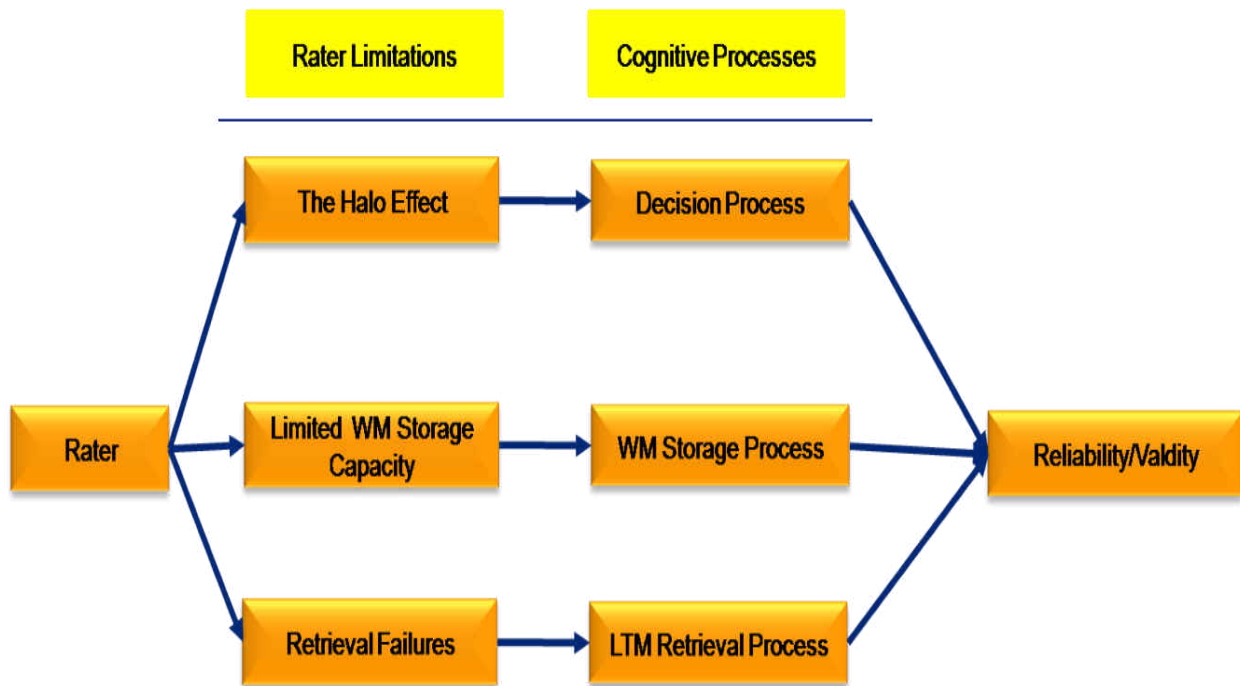 Rater Limitations
Cognitive Processes
The Halo Effect
Decision Process
Rater
Limited WM Storage
Capacity
WM Storage Process
Reliability/Valdity
Retrieval Failures
LTM Retrieval Process